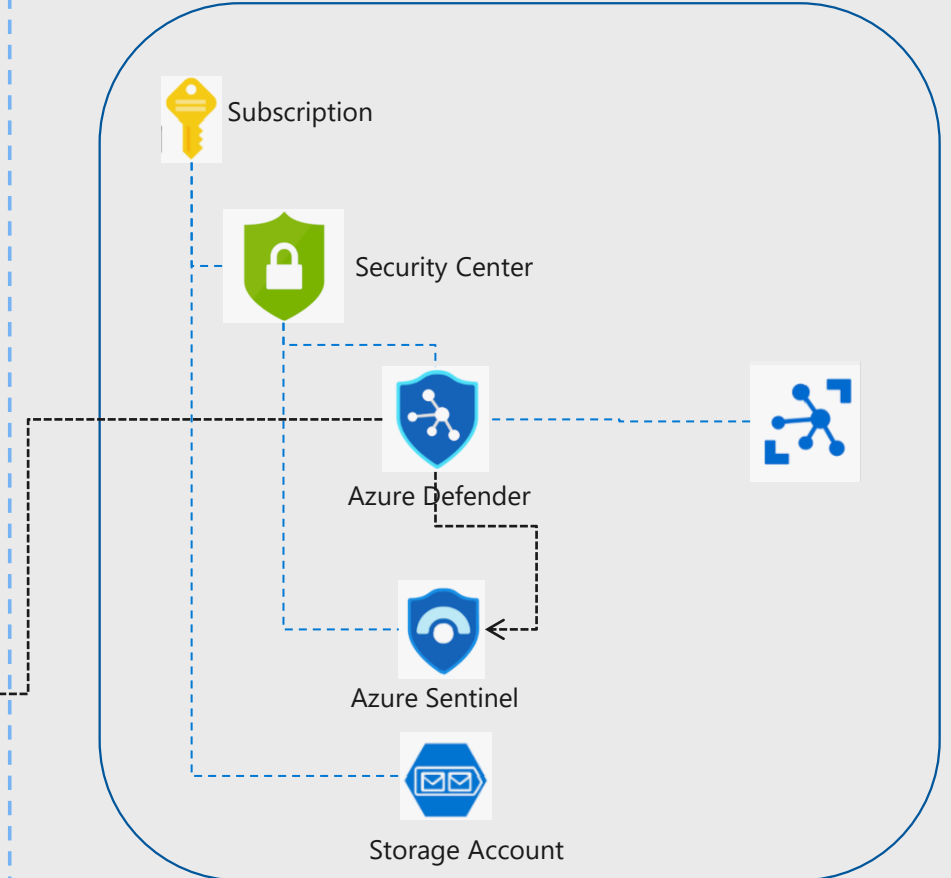 Subscription
Security Center
Azure Defender
Azure Sentinel
Storage Account